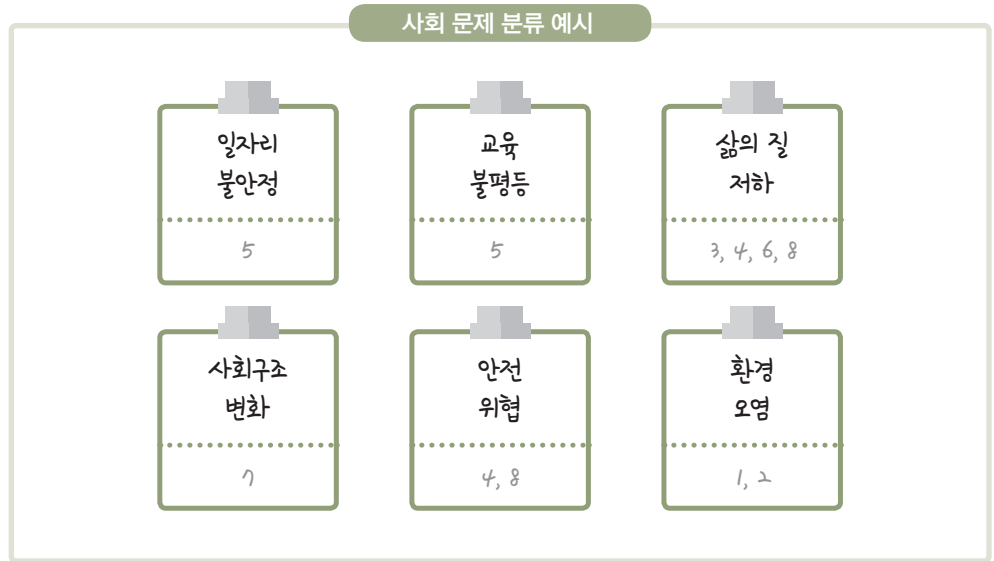 사회 문제 분류 예시
일자리
불안정
5
교육
불평등
5
삶의 질
저하
3, 4, 6, 8
사회구조
변화
7
안전
위협
4, 8
환경
오염
1, 2